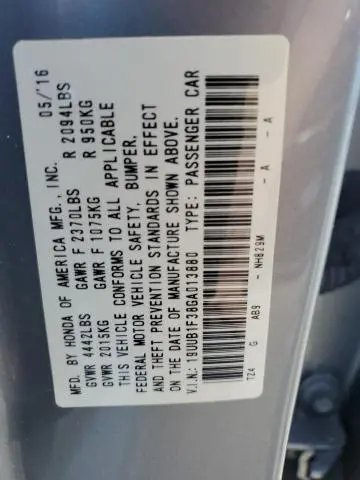 MFD. BY HONDA OF AMERICA MFG., INC. 05/'16
GVWR 4442LBS GAWR F 2370LBS R 2094LBS
GVWR 2015KG GAWR F 1075KG R 950KG
THIS VEHICLE CONFORMS TO ALL APPLICABLE
FEDERAL MOTOR VEHICLE SAFETY, BUMPER,
AND THEFT PREVENTION STANDARDS IN EFFECT
ON THE DATE OF MANUFACTURE SHOWN ABOVE.
V.I.N.: 19UUB1F38GA013880 TYPE: PASSENGER CAR
TZ4 G AB9 - NH829M - A - A